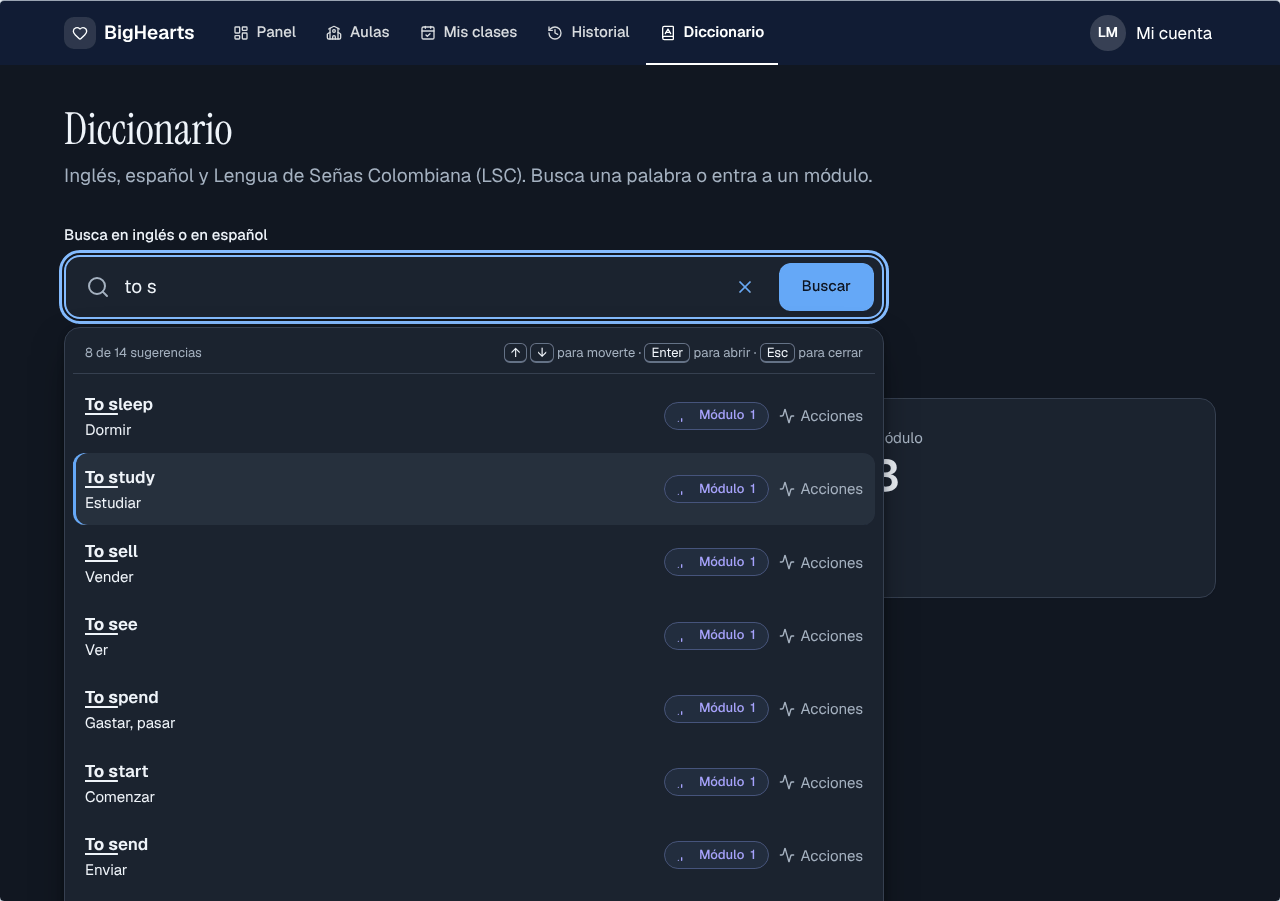 BigHearts
Panel
Aulas
Mis clases
Historial
Diccionario
LM
Mi cuenta
Diccionario
Inglés, español y Lengua de Señas Colombiana (LSC). Busca una palabra o entra a un módulo.
Busca en inglés o en español
to s
Buscar
8 de 14 sugerencias
↑ ↓ para moverte · Enter para abrir · Esc para cerrar
To sleep
Dormir
Módulo 1
Acciones
To study
Estudiar
Módulo 1
Acciones
To sell
Vender
Módulo 1
Acciones
To see
Ver
Módulo 1
Acciones
To spend
Gastar, pasar
Módulo 1
Acciones
To start
Comenzar
Módulo 1
Acciones
To send
Enviar
Módulo 1
Acciones